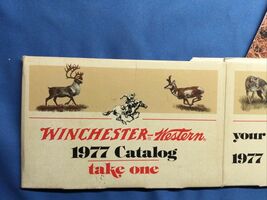 WINCHESTER-Western
1977 Catalog
take one
your
1977